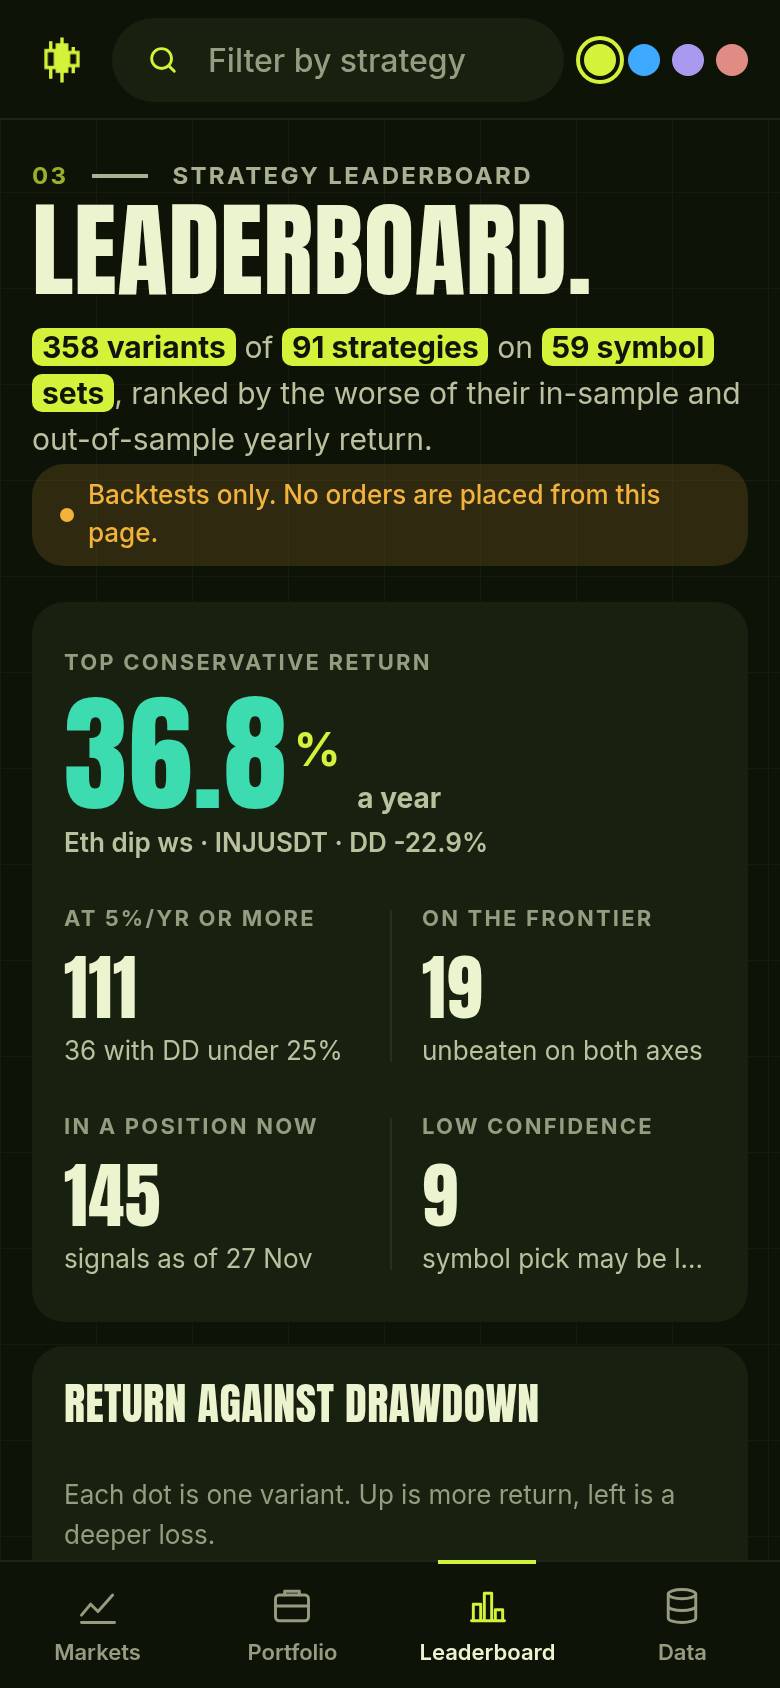 Filter by strategy
03 STRATEGY LEADERBOARD
LEADERBOARD.
358 variants of 91 strategies on 59 symbol
sets, ranked by the worse of their in-sample and
out-of-sample yearly return.
Backtests only. No orders are placed from this
page.
TOP CONSERVATIVE RETURN
36.8% a year
Eth dip ws · INJUSDT · DD -22.9%
AT 5%/YR OR MORE
111
36 with DD under 25%
ON THE FRONTIER
19
unbeaten on both axes
IN A POSITION NOW
145
signals as of 27 Nov
LOW CONFIDENCE
9
symbol pick may be l...
RETURN AGAINST DRAWDOWN
Each dot is one variant. Up is more return, left is a
deeper loss.
Markets
Portfolio
Leaderboard
Data